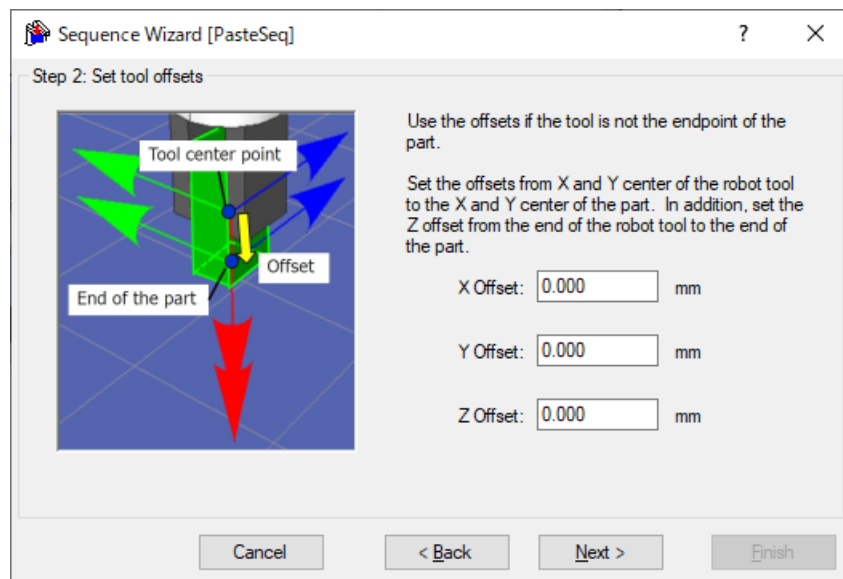 Sequence Wizard [PasteSeq]
?
Step 2: Set tool offsets
Tool center point
Offset
End of the part
Use the offsets if the tool is not the endpoint of the
part.
Set the offsets from X and Y center of the robot tool
to the X and Y center of the part. In addition, set the
Z offset from the end of the robot tool to the end of
the part.
X Offset: 0.000 mm
Y Offset: 0.000 mm
Z Offset: 0.000 mm
Cancel < Back Next > Finish